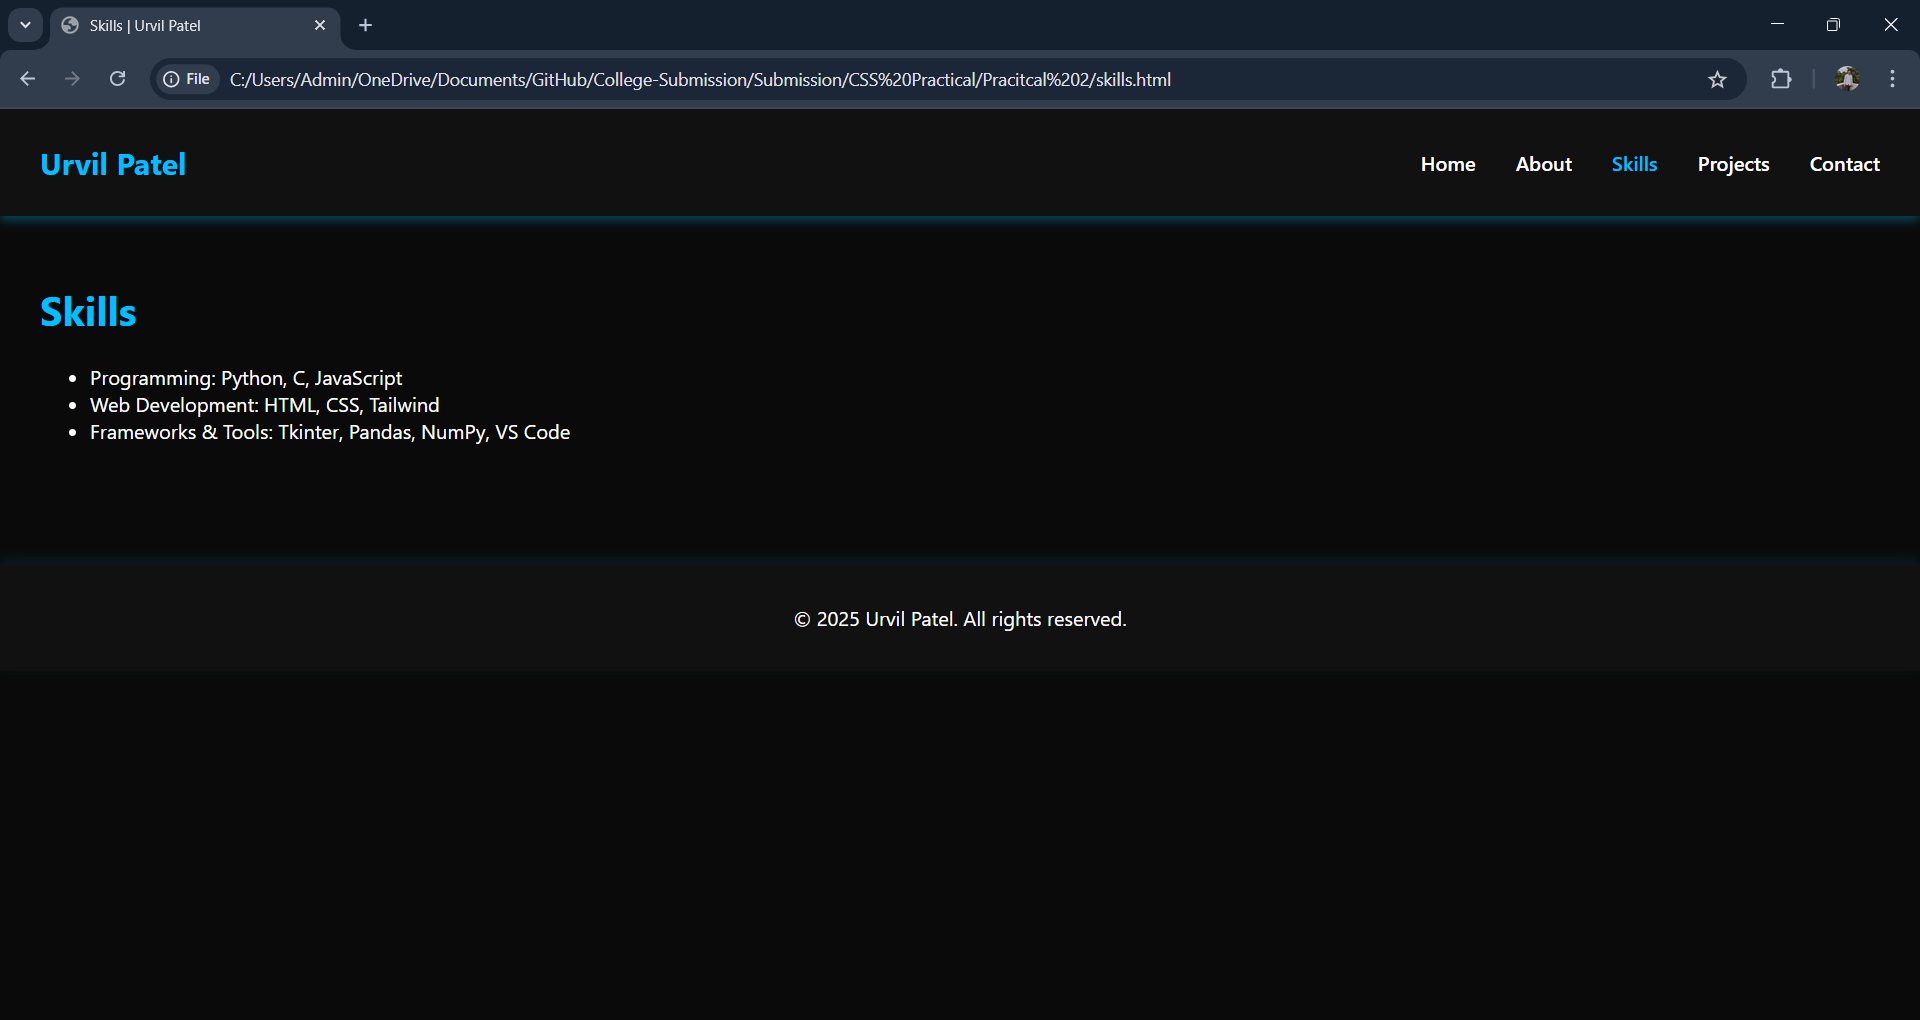 Skills | Urvil Patel
File
C:/Users/Admin/OneDrive/Documents/GitHub/College-Submission/Submission/CSS%20Practical/Pracitcal%202/skills.html
Urvil Patel
Home About Skills Projects Contact
Skills
• Programming: Python, C, JavaScript
• Web Development: HTML, CSS, Tailwind
• Frameworks & Tools: Tkinter, Pandas, NumPy, VS Code
© 2025 Urvil Patel. All rights reserved.